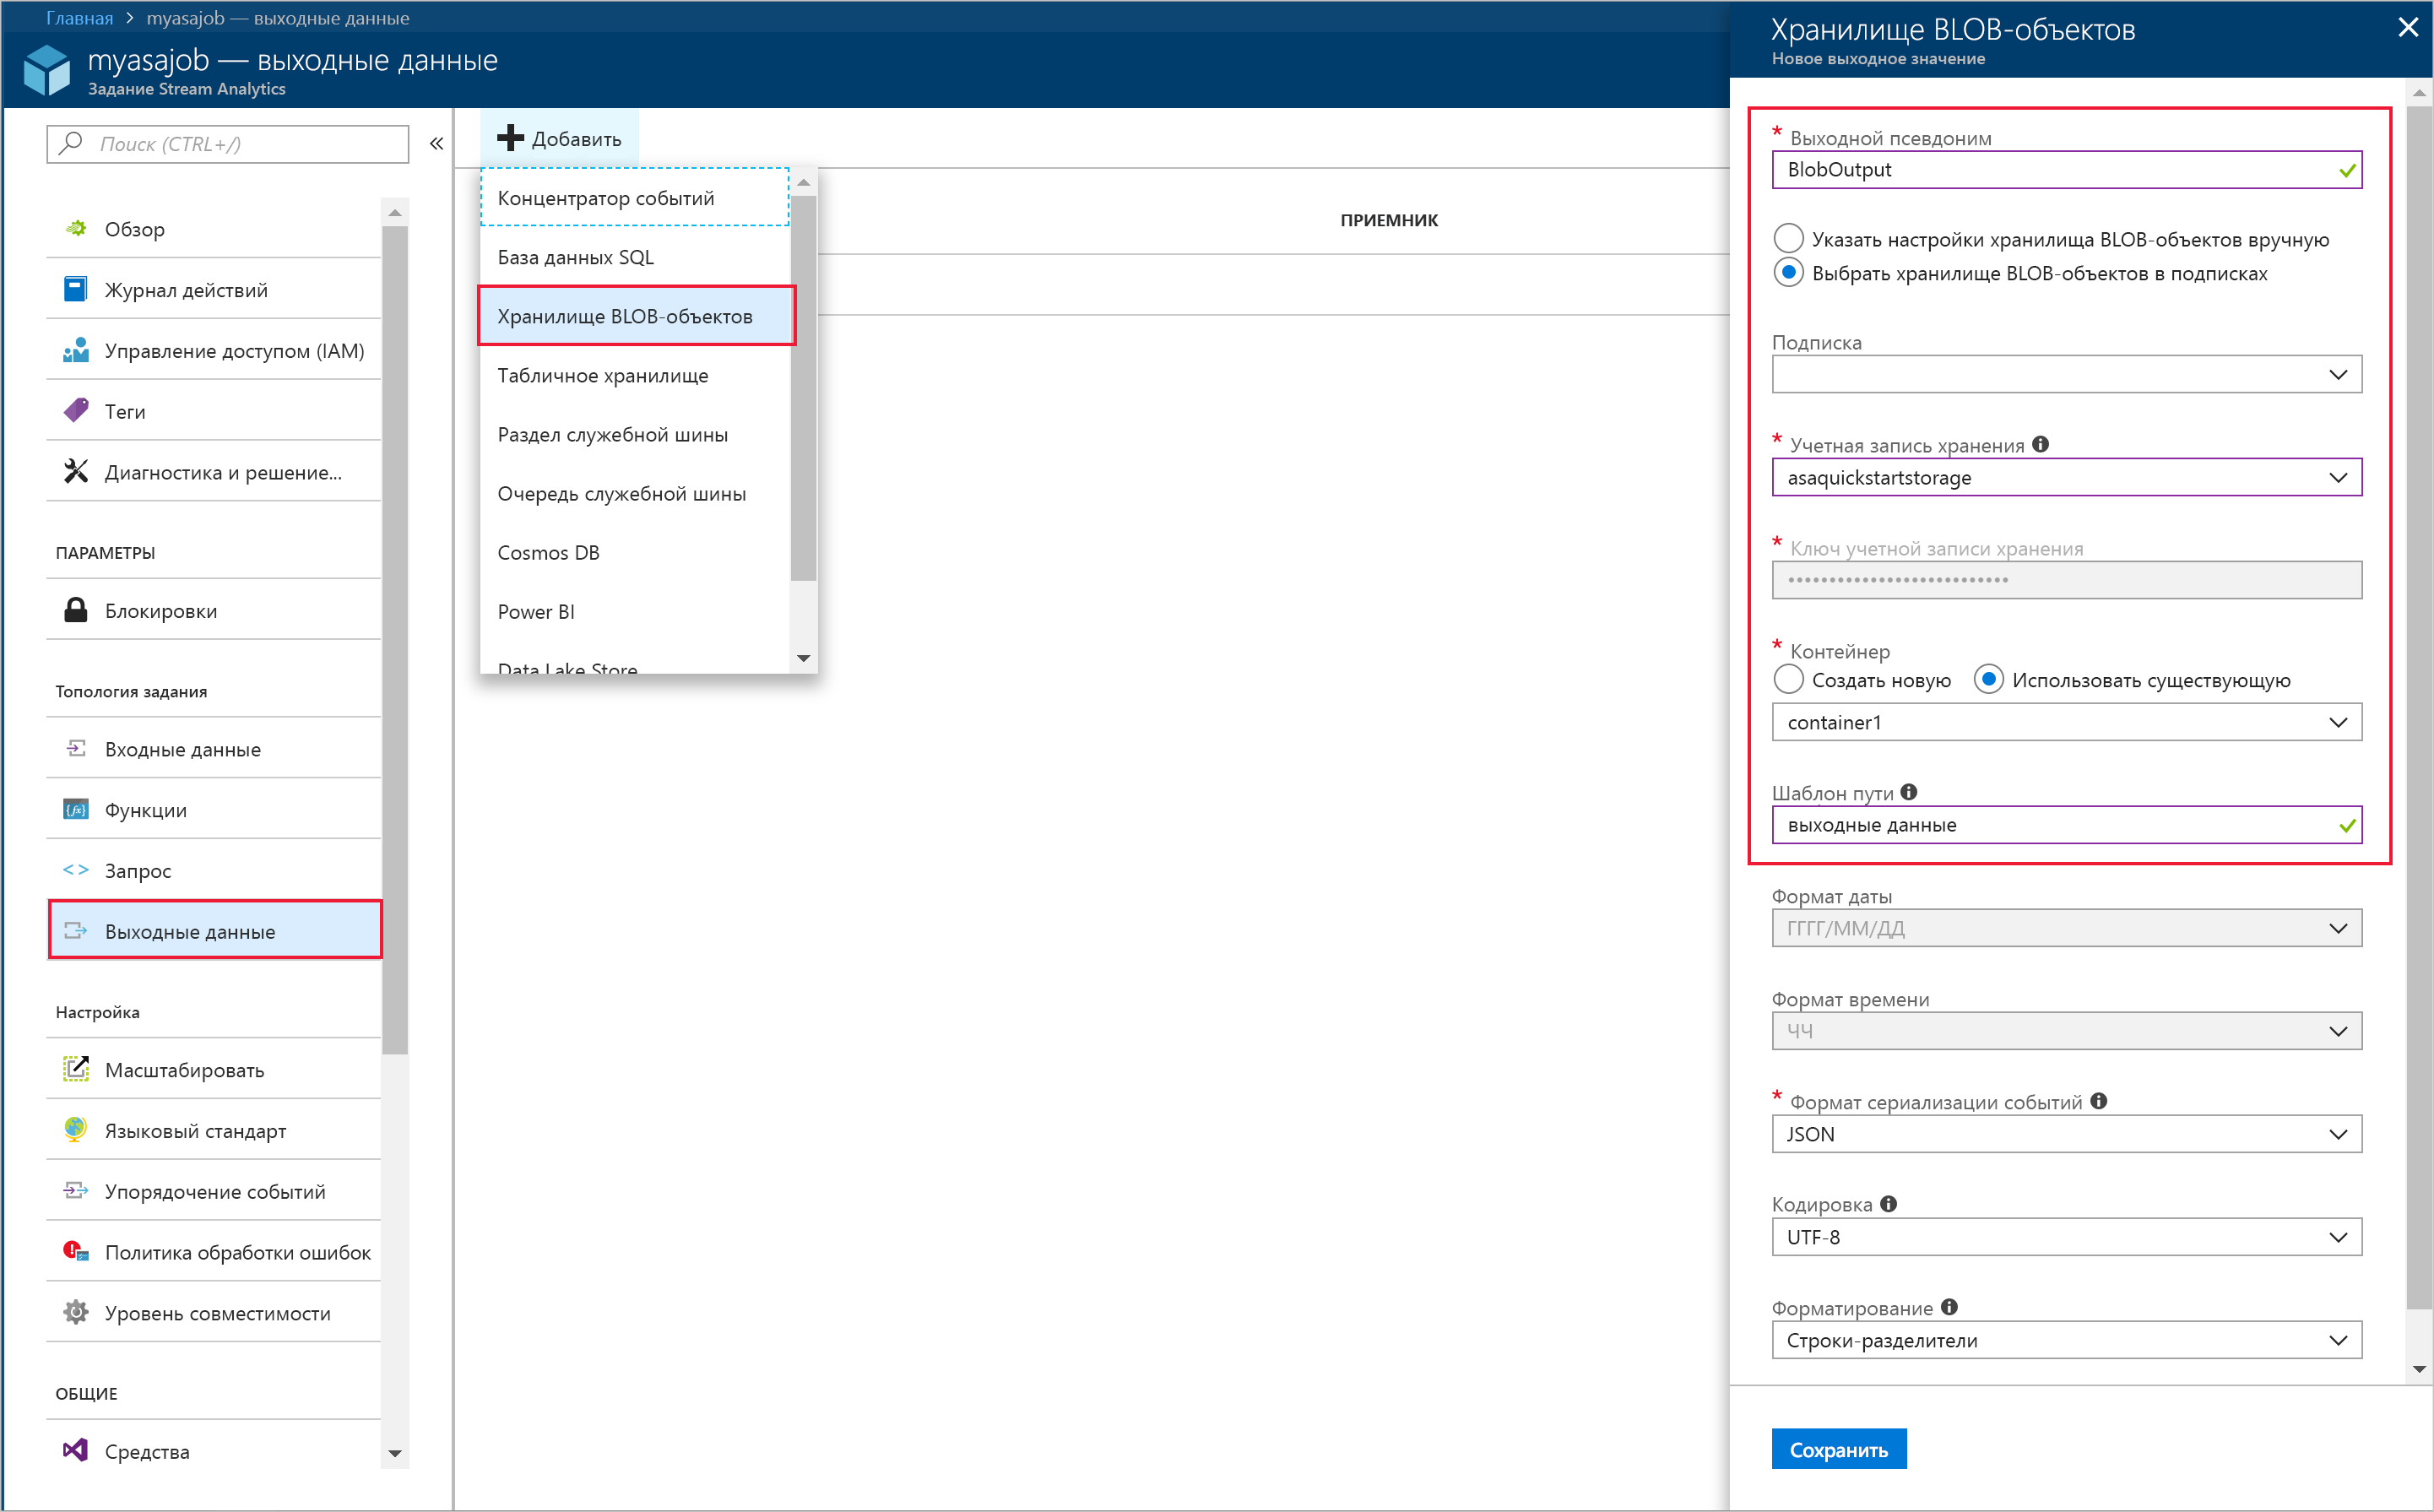 Главная > myasajob — выходные данные
myasajob — выходные данные
Задание Stream Analytics
Поиск (CTRL+/)
«
Обзор
Журнал действий
Управление доступом (IAM)
Теги
Диагностика и решение...
ПАРАМЕТРЫ
Блокировки
Топология задания
Входные данные
Функции
Запрос
Выходные данные
Настройка
Масштабировать
Языковый стандарт
Упорядочение событий
Политика обработки ошибок
Уровень совместимости
ОБЩИЕ
Средства
Добавить
Концентратор событий
База данных SQL
Хранилище BLOB-объектов
Табличное хранилище
Раздел служебной шины
Очередь служебной шины
Cosmos DB
Power BI
Data Lake Store
ПРИЕМНИК
Хранилище BLOB-объектов
Новое выходное значение
* Выходной псевдоним
BlobOutput
Указать настройки хранилища BLOB-объектов вручную
Выбрать хранилище BLOB-объектов в подписках
Подписка
* Учетная запись хранения
asaquickstartstorage
* Ключ учетной записи хранения
* Контейнер
Создать новую Использовать существующую
container1
Шаблон пути
выходные данные
Формат даты
ГГГГ/ММ/ДД
Формат времени
ЧЧ
* Формат сериализации событий
JSON
Кодировка
UTF-8
Форматирование
Строки-разделители
Сохранить